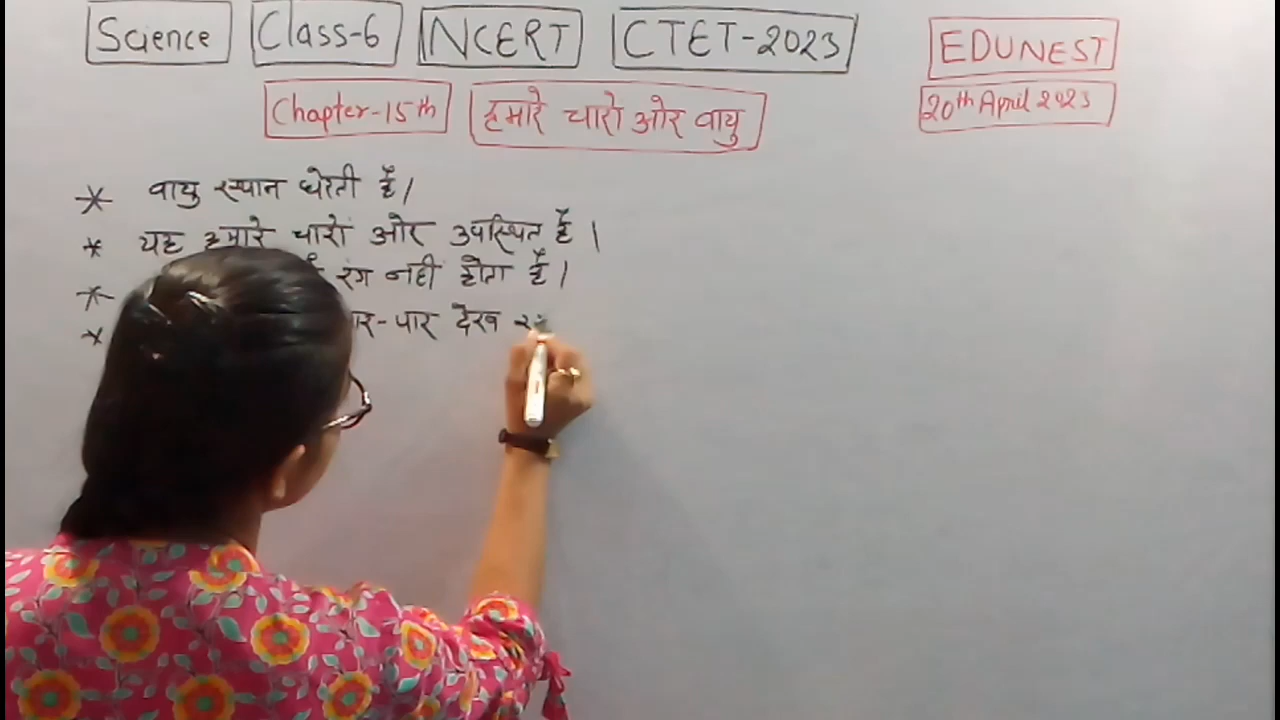 Science Class-6 NCERT CTET-2023 EDUNEST
Chapter-15th हमारे चारो ओर वायु 20th April 2023
* वायु स्थान घेरती है।
* यह हमारे चारों ओर उपस्थित है।
* रंग नहीं होता है।
* पार देख